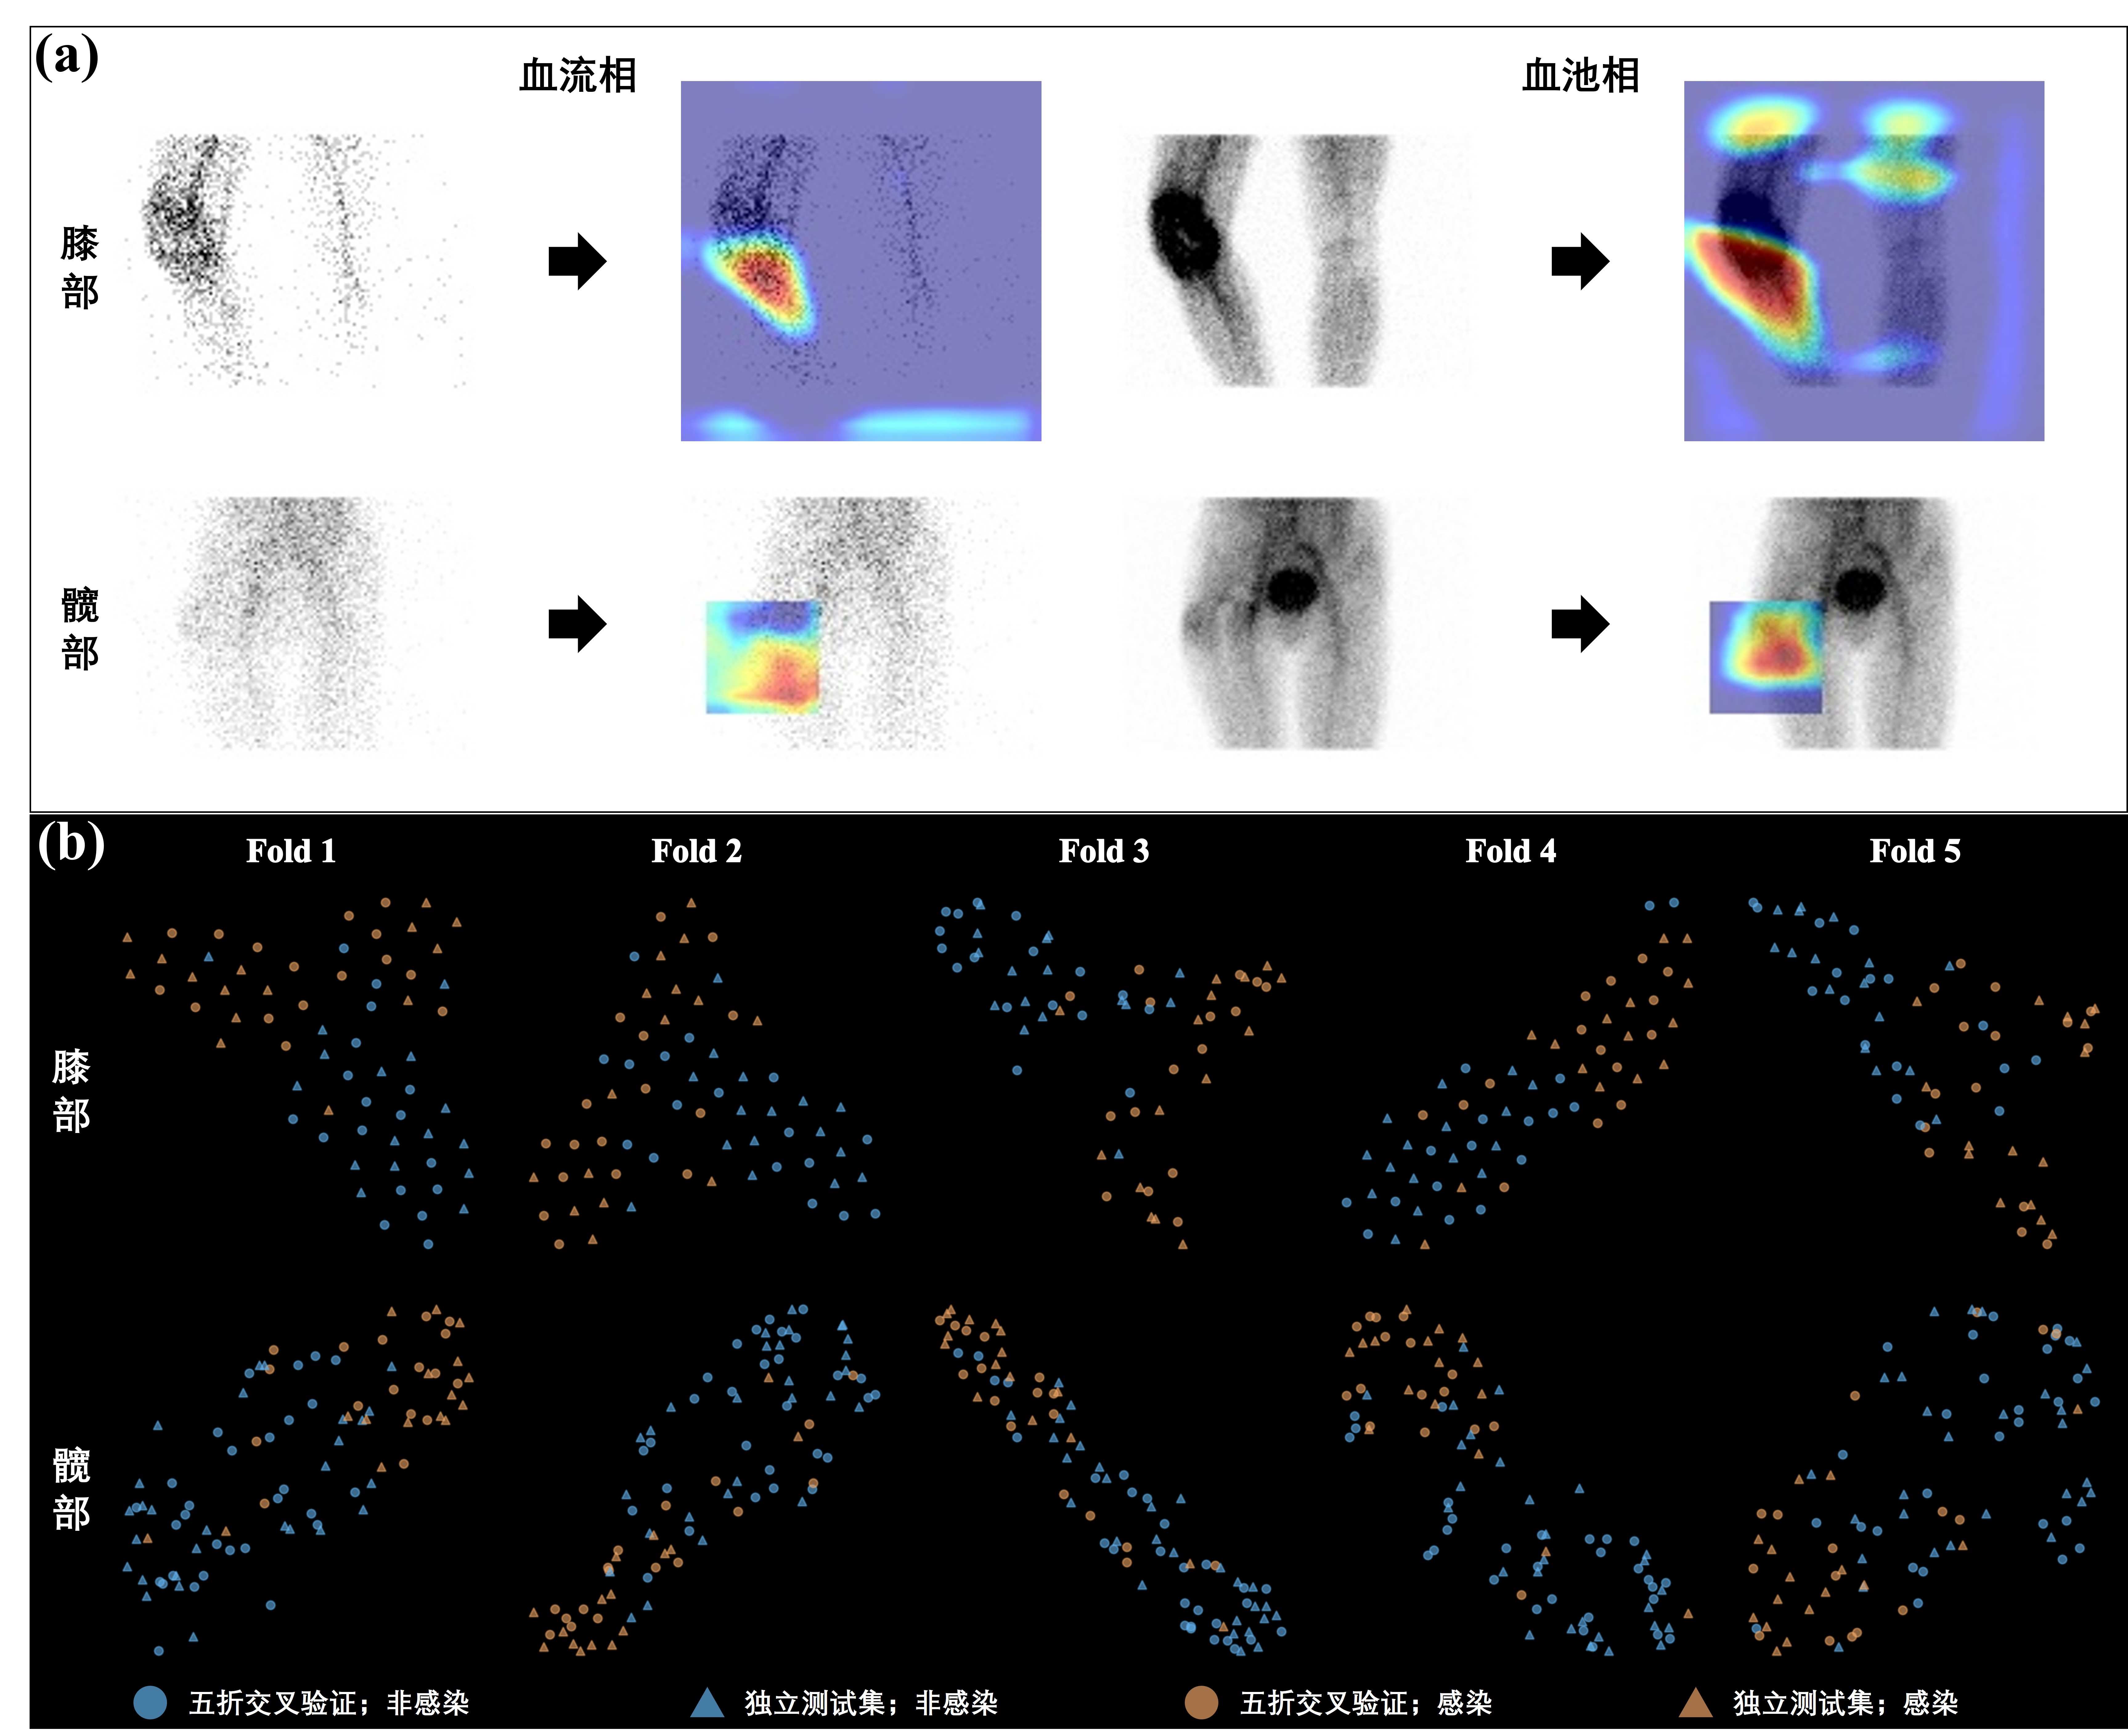 (a)
血流相
血池相
膝部
髋部
(b)
Fold 1 Fold 2 Fold 3 Fold 4 Fold 5
膝部
髋部
五折交叉验证；非感染 独立测试集；非感染 五折交叉验证；感染 独立测试集；感染